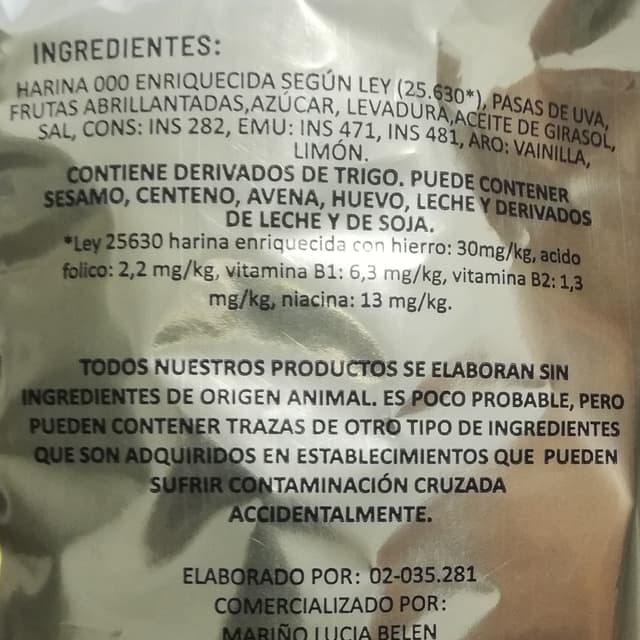 INGREDIENTES:
HARINA 000 ENRIQUECIDA SEGÚN LEY (25.630*), PASAS DE UVA,
FRUTAS ABRILLANTADAS,AZÚCAR, LEVADURA,ACEITE DE GIRASOL,
SAL, CONS: INS 282, EMU: INS 471, INS 481, ARO: VAINILLA,
LIMÓN.
CONTIENE DERIVADOS DE TRIGO. PUEDE CONTENER
SESAMO, CENTENO, AVENA, HUEVO, LECHE Y DERIVADOS
DE LECHE Y DE SOJA.
*Ley 25630 harina enriquecida con hierro: 30mg/kg, acido
folico: 2,2 mg/kg, vitamina B1: 6,3 mg/kg, vitamina B2: 1,3
mg/kg, niacina: 13 mg/kg.
TODOS NUESTROS PRODUCTOS SE ELABORAN SIN
INGREDIENTES DE ORIGEN ANIMAL. ES POCO PROBABLE, PERO
PUEDEN CONTENER TRAZAS DE OTRO TIPO DE INGREDIENTES
QUE SON ADQUIRIDOS EN ESTABLECIMIENTOS QUE PUEDEN
SUFRIR CONTAMINACIÓN CRUZADA
ACCIDENTALMENTE.
ELABORADO POR: 02-035.281
COMERCIALIZADO POR:
MARIÑO LUCIA BELEN